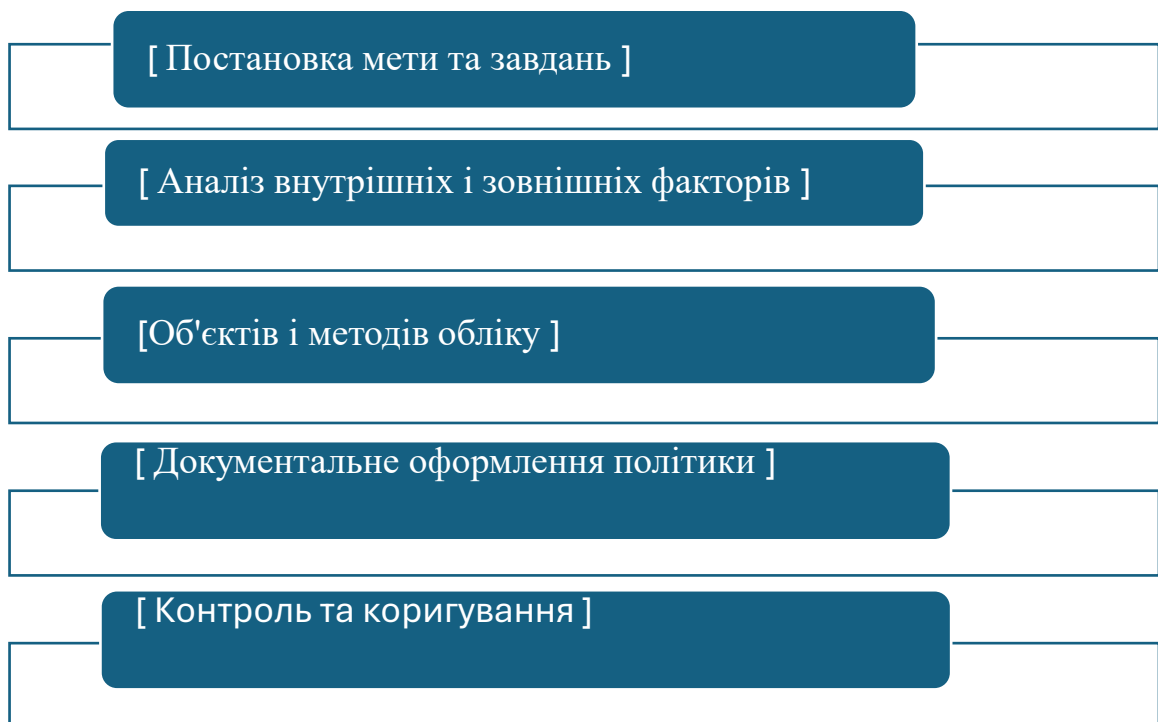 [ Постановка мети та завдань ]
[ Аналіз внутрішніх і зовнішніх факторів ]
[Об'єктів і методів обліку ]
[ Документальне оформлення політики ]
[ Контроль та коригування ]